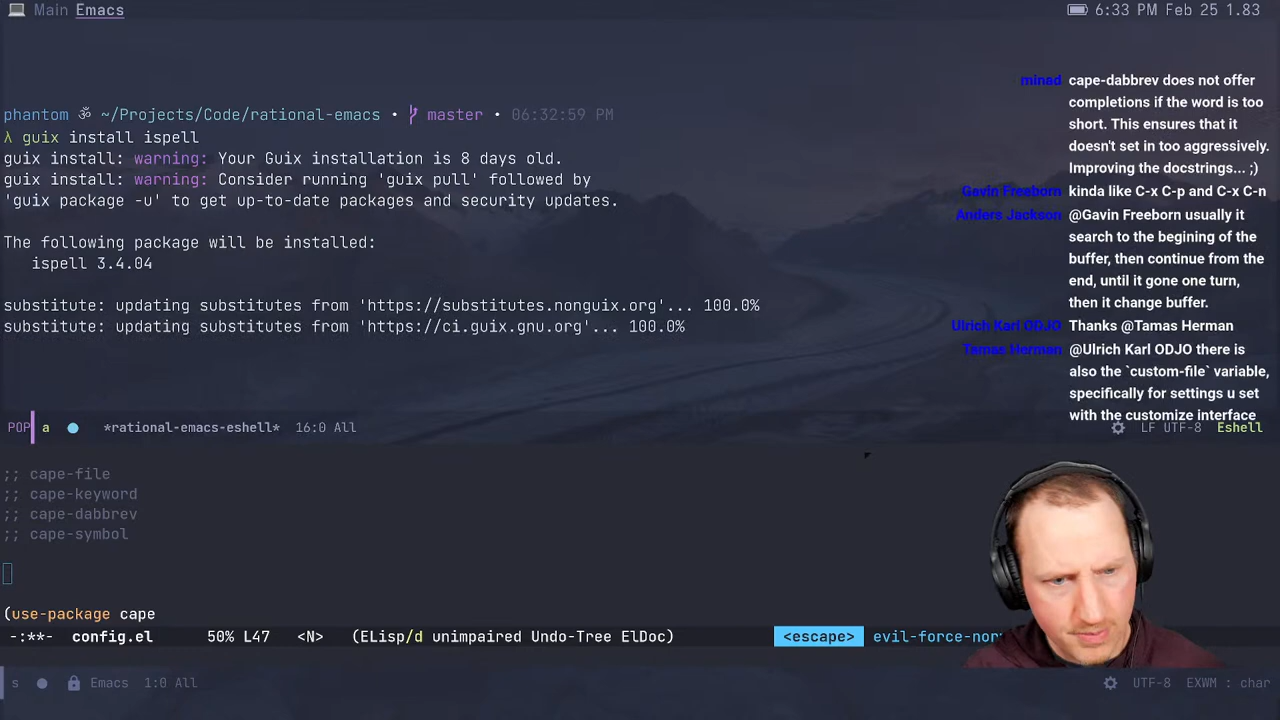 Main Emacs
6:33 PM Feb 25 1.83
phantom ॐ ~/Projects/Code/rational-emacs • master • 06:32:59 PM
λ guix install ispell
guix install: warning: Your Guix installation is 8 days old.
guix install: warning: Consider running 'guix pull' followed by
'guix package -u' to get up-to-date packages and security updates.
The following package will be installed:
ispell 3.4.04
substitute: updating substitutes from 'https://substitutes.nonguix.org'... 100.0%
substitute: updating substitutes from 'https://ci.guix.gnu.org'... 100.0%
minad cape-dabbrev does not offer
completions if the word is too
short. This ensures that it
doesn't set in too aggressively.
Improving the docstrings... ;)
Gavin Freeborn kinda like C-x C-p and C-x C-n
Anders Jackson @Gavin Freeborn usually it
search to the begining of the
buffer, then continue from the
end, until it gone one turn,
then it change buffer.
Ulrich Karl ODJO Thanks @Tamas Herman
Tamas Herman @Ulrich Karl ODJO there is
also the `custom-file` variable,
specifically for settings u set
with the customize interface
POP a *rational-emacs-eshell* 16:0 All LF UTF-8 Eshell
;; cape-file
;; cape-keyword
;; cape-dabbrev
;; cape-symbol
(use-package cape
-:**- config.el 50% L47 <N> (ELisp/d unimpaired Undo-Tree ElDoc) <escape> evil-force-nor
s Emacs 1:0 All UTF-8 EXWM : char